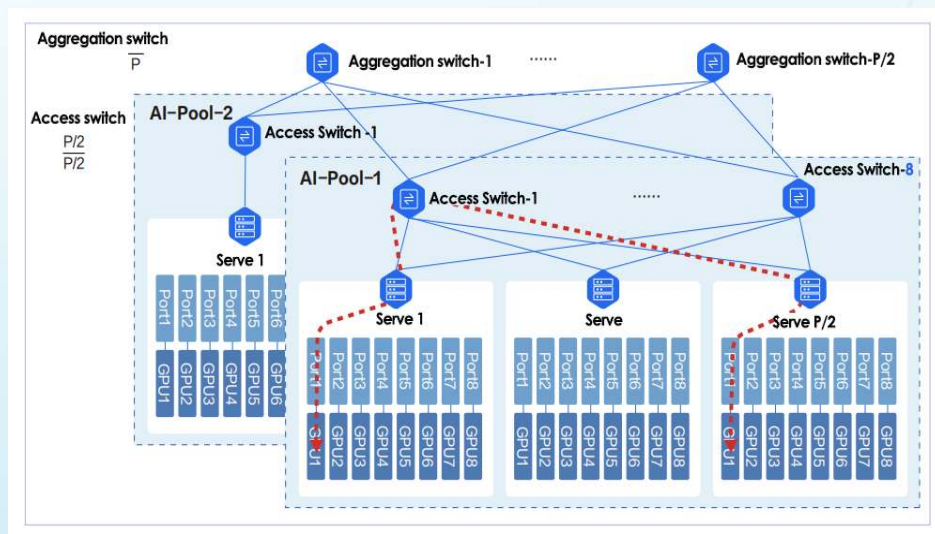 Aggregation switch
P
Aggregation switch-1
......
Aggregation switch-P/2
Access switch
P/2
P/2
AI-Pool-2
Access Switch -1
AI-Pool-1
Access Switch-1
......
Access Switch-8
Serve 1
Port1 Port2 Port3 Port4 Port5 Port6
GPU1 GPU2 GPU3 GPU4 GPU5 GPU6
Serve 1
Port1 Port2 Port3 Port4 Port5 Port6 Port7 Port8
GPU1 GPU2 GPU3 GPU4 GPU5 GPU6 GPU7 GPU8
Serve
Port1 Port2 Port3 Port4 Port5 Port6 Port7 Port8
GPU1 GPU2 GPU3 GPU4 GPU5 GPU6 GPU7 GPU8
Serve P/2
Port1 Port2 Port3 Port4 Port5 Port6 Port7 Port8
GPU1 GPU2 GPU3 GPU4 GPU5 GPU6 GPU7 GPU8